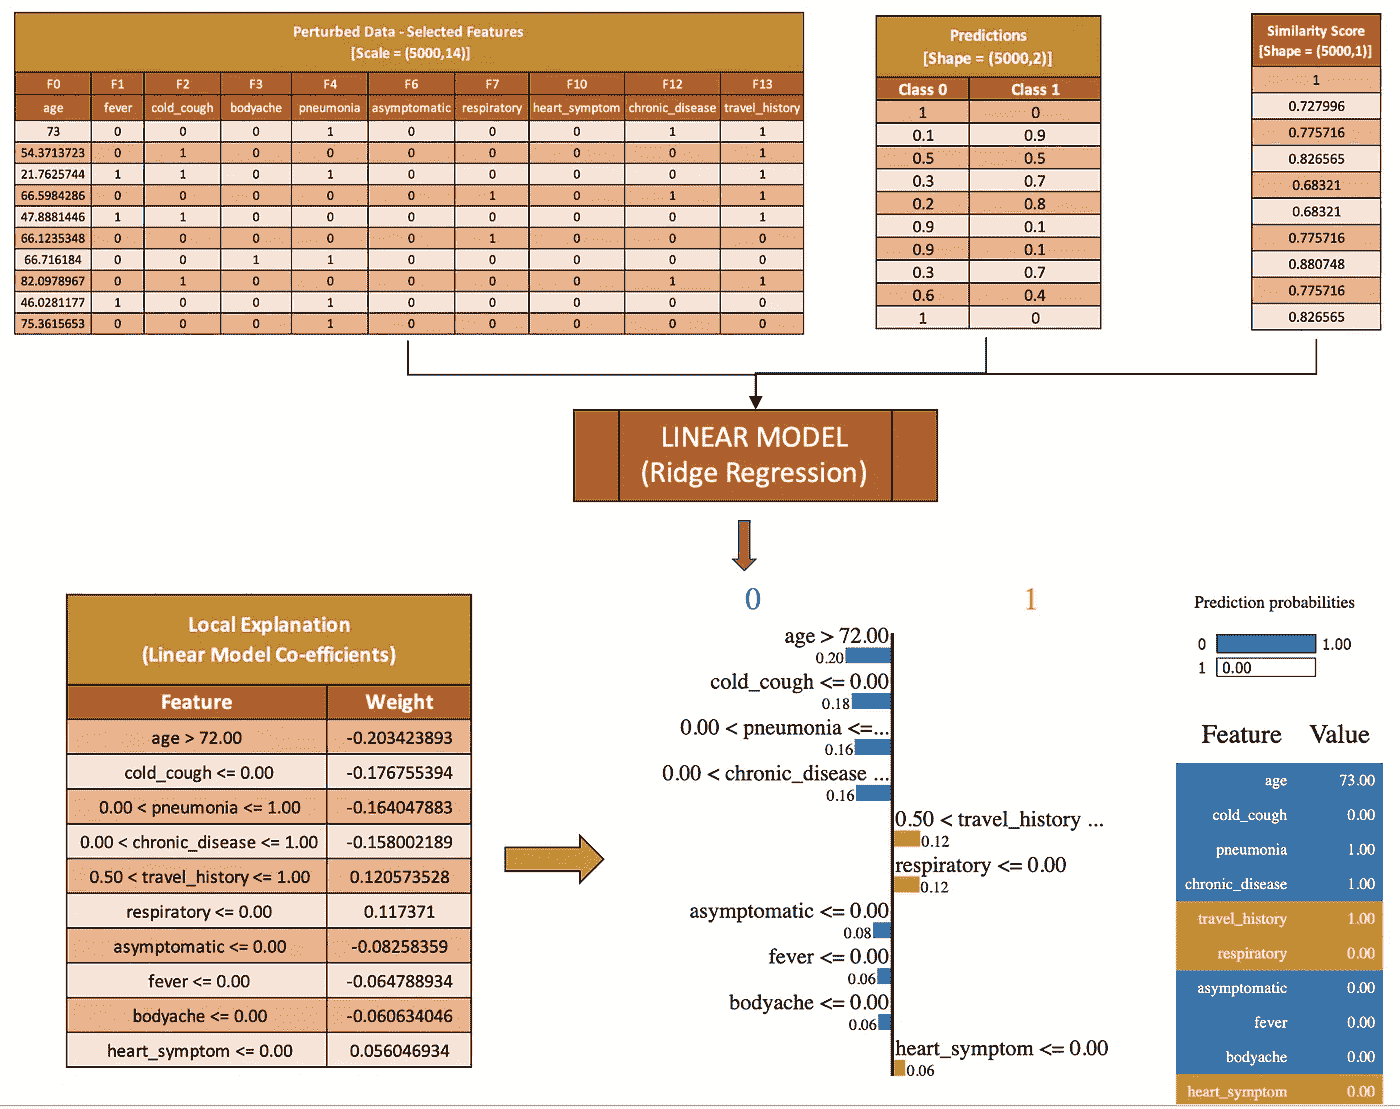 Perturbed Data - Selected Features
[Scale = (5000,14)]
F0 F1 F2 F3 F4 F6 F7 F10 F12 F13
age fever cold_cough bodyache pneumonia asymptomatic respiratory heart_symptom chronic_disease travel_history
73 0 0 0 1 0 0 0 1 1
54.3713723 0 1 0 0 0 0 0 0 1
21.7625744 1 1 0 1 0 0 0 0 1
66.5984286 0 0 0 0 0 1 0 1 1
47.8881446 1 1 0 0 0 0 0 0 1
66.1235348 0 0 0 0 0 1 0 0 0
66.716184 0 0 1 1 0 0 0 0 0
82.0978967 0 1 0 0 0 0 0 1 1
46.0281177 1 0 0 1 0 0 0 0 0
75.3615653 0 0 0 1 0 0 0 0 0
Predictions
[Shape = (5000,2)]
Class 0 Class 1
1 0
0.1 0.9
0.5 0.5
0.3 0.7
0.2 0.8
0.9 0.1
0.9 0.1
0.3 0.7
0.6 0.4
1 0
Similarity Score
[Shape = (5000,1)]
1
0.727996
0.775716
0.826565
0.68321
0.68321
0.775716
0.880748
0.775716
0.826565
LINEAR MODEL
(Ridge Regression)
Local Explanation
(Linear Model Co-efficients)
Feature Weight
age > 72.00 -0.203423893
cold_cough <= 0.00 -0.176755394
0.00 < pneumonia <= 1.00 -0.164047883
0.00 < chronic_disease <= 1.00 -0.158002189
0.50 < travel_history <= 1.00 0.120573528
respiratory <= 0.00 0.117371
asymptomatic <= 0.00 -0.08258359
fever <= 0.00 -0.064788934
bodyache <= 0.00 -0.060634046
heart_symptom <= 0.00 0.056046934
0 1
age > 72.00
0.20
cold_cough <= 0.00
0.18
0.00 < pneumonia <=...
0.16
0.00 < chronic_disease ...
0.16
0.50 < travel_history ...
0.12
respiratory <= 0.00
0.12
asymptomatic <= 0.00
0.08
fever <= 0.00
0.06
bodyache <= 0.00
0.06
heart_symptom <= 0.00
0.06
Prediction probabilities
0 1.00
1 0.00
Feature Value
age 73.00
cold_cough 0.00
pneumonia 1.00
chronic_disease 1.00
travel_history 1.00
respiratory 0.00
asymptomatic 0.00
fever 0.00
bodyache 0.00
heart_symptom 0.00